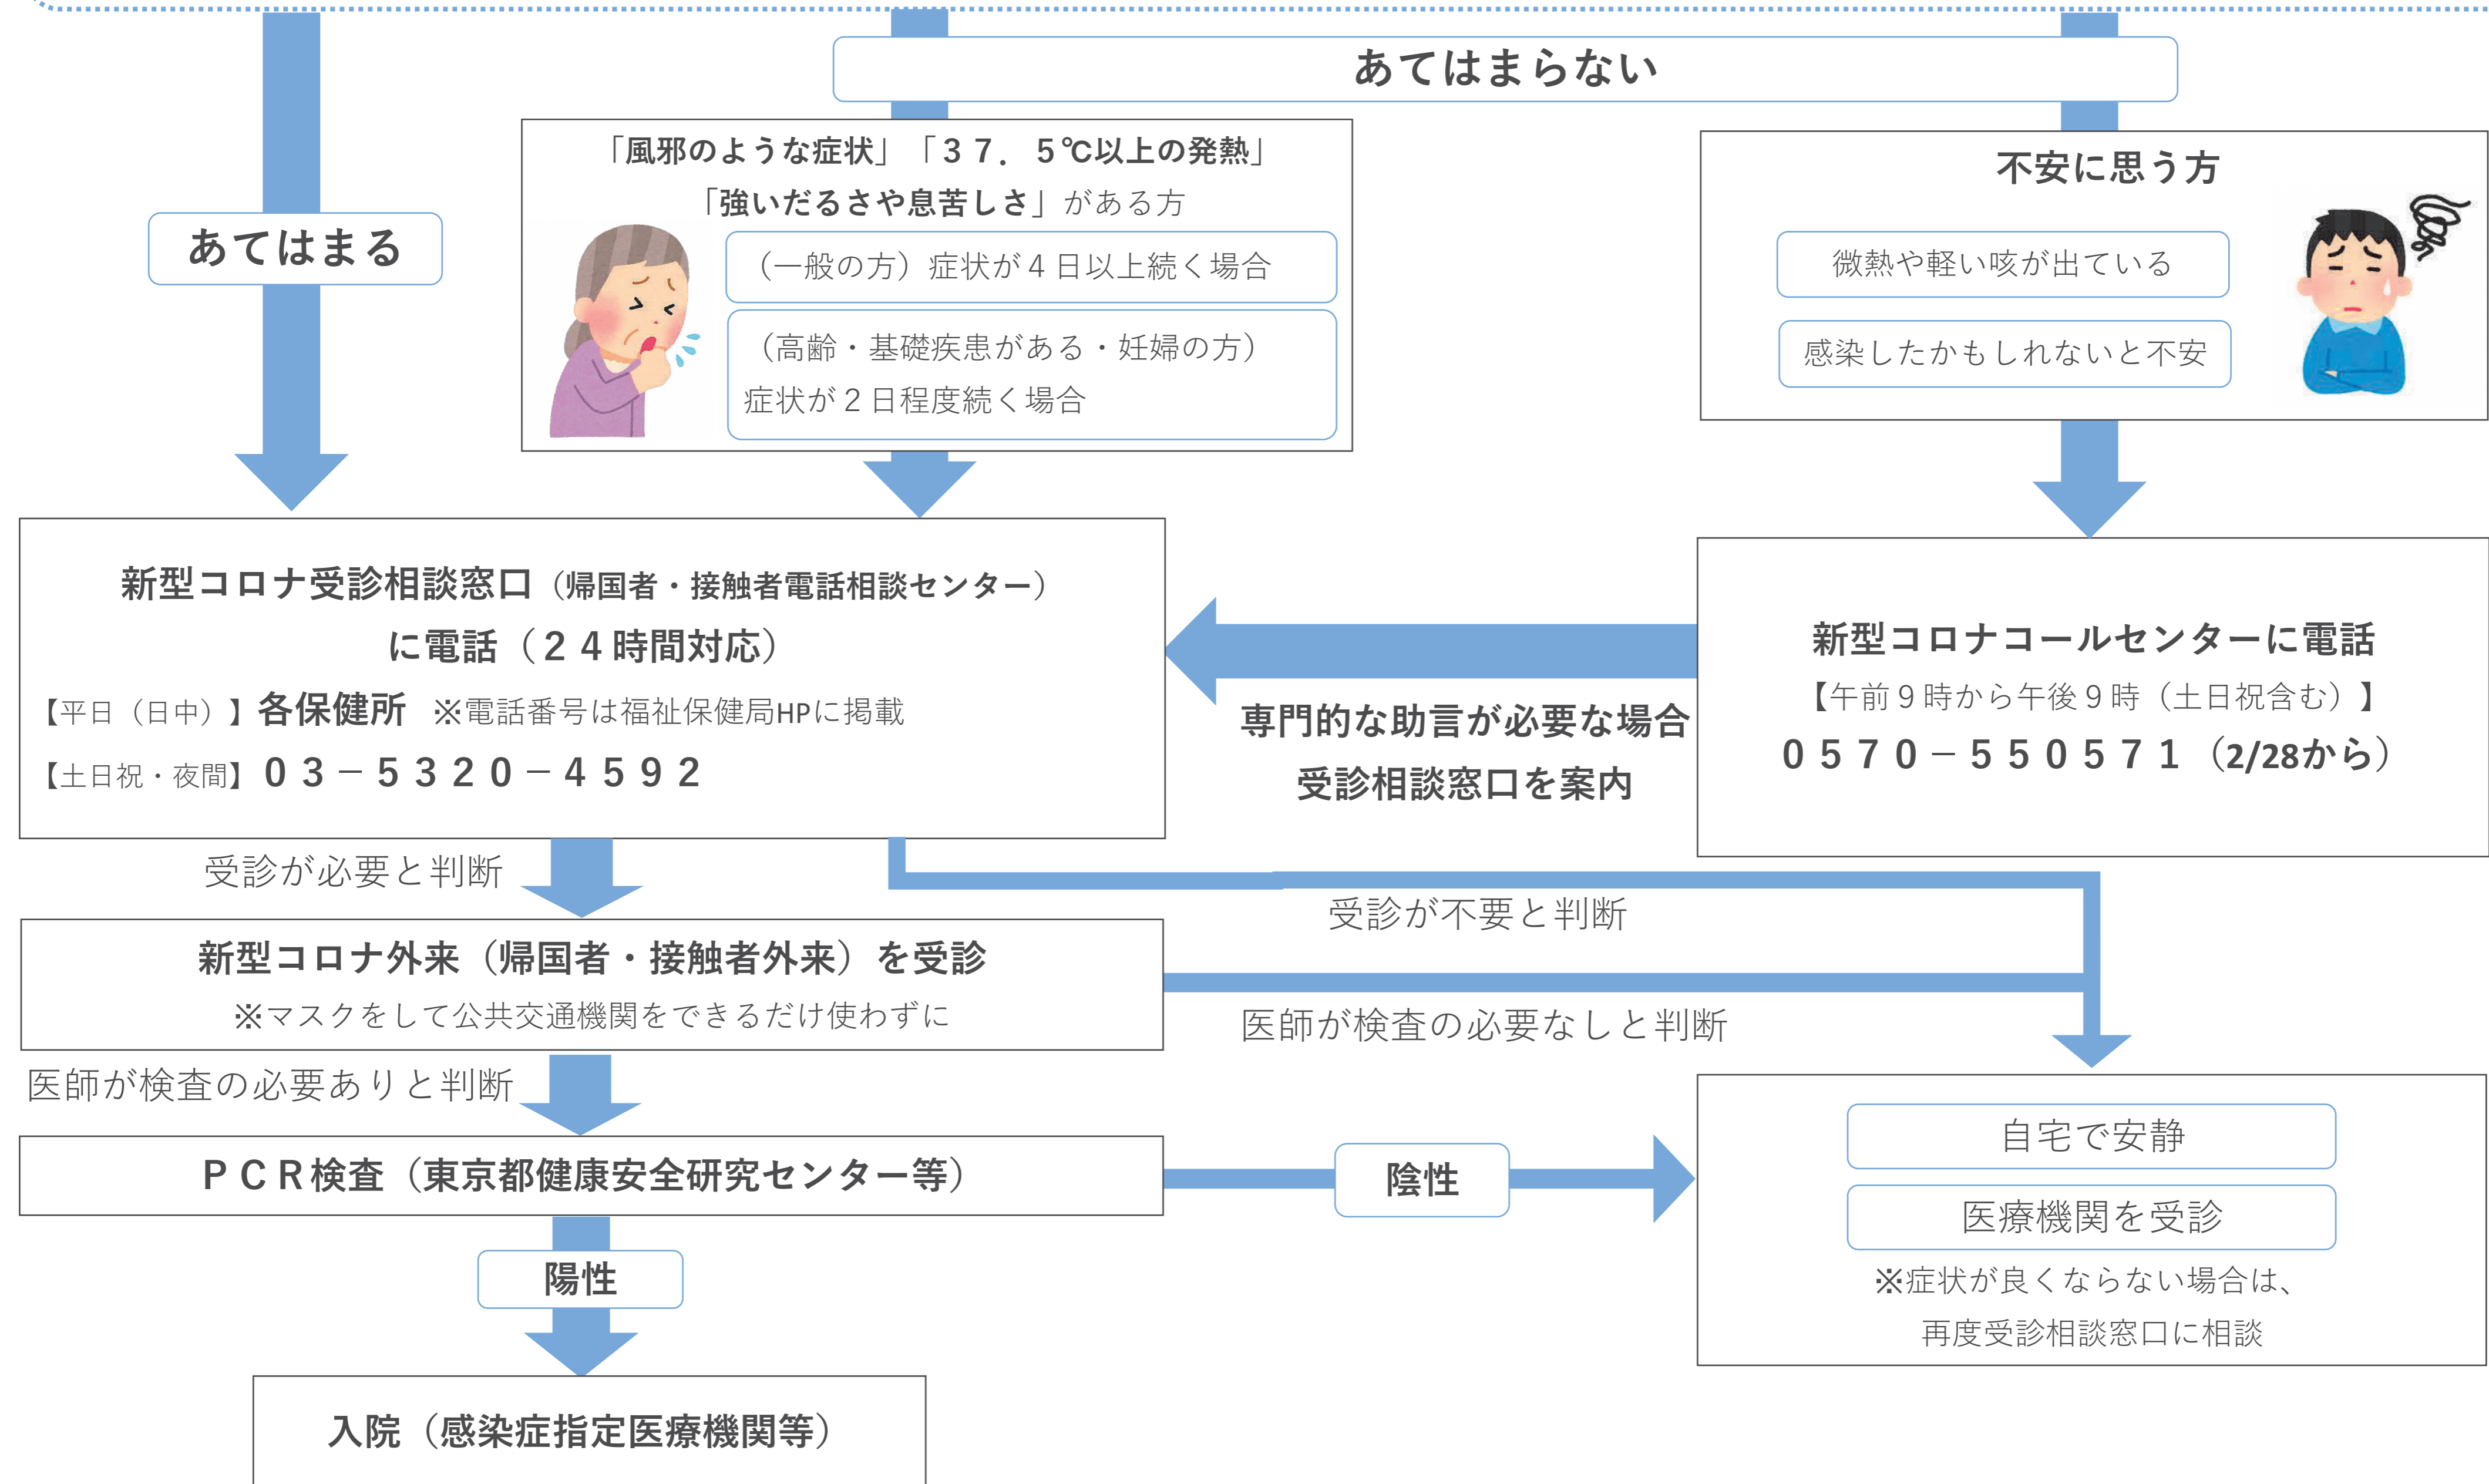 あてはまらない
あてはまる
「風邪のような症状」「３７．５℃以上の発熱」
「強いだるさや息苦しさ」がある方
（一般の方）症状が４日以上続く場合
（高齢・基礎疾患がある・妊婦の方）
症状が２日程度続く場合
不安に思う方
微熱や軽い咳が出ている
感染したかもしれないと不安
新型コロナ受診相談窓口（帰国者・接触者電話相談センター）
に電話（２４時間対応）
【平日（日中）】各保健所 ※電話番号は福祉保健局HPに掲載
【土日祝・夜間】０３－５３２０－４５９２
専門的な助言が必要な場合
受診相談窓口を案内
新型コロナコールセンターに電話
【午前９時から午後９時（土日祝含む）】
０５７０－５５０５７１（2/28から）
受診が必要と判断
受診が不要と判断
新型コロナ外来（帰国者・接触者外来）を受診
※マスクをして公共交通機関をできるだけ使わずに
医師が検査の必要なしと判断
医師が検査の必要ありと判断
ＰＣＲ検査（東京都健康安全研究センター等）
陰性
自宅で安静
医療機関を受診
※症状が良くならない場合は、
再度受診相談窓口に相談
陽性
入院（感染症指定医療機関等）